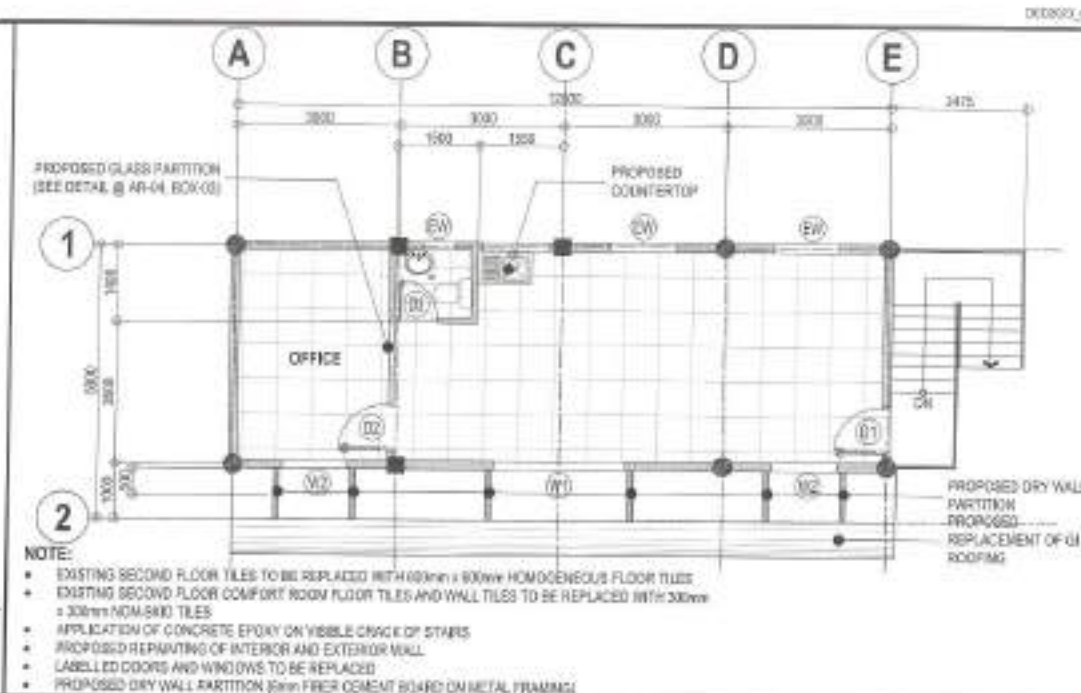 A B C D E
3000 3000 3000 3000 3475
1550
PROPOSED GLASS PARTITION
(SEE DETAIL @ AR-04, BOX-03)
PROPOSED
COUNTERTOP
1
EW EW EW
D3
OFFICE
D2
D1
DN
W2 W1 W2
1000
500
2
PROPOSED DRY WALL
PARTITION
PROPOSED
REPLACEMENT OF GI
ROOFING
NOTE:
• EXISTING SECOND FLOOR TILES TO BE REPLACED WITH 600mm x 600mm HOMOGENEOUS FLOOR TILES
• EXISTING SECOND FLOOR COMFORT ROOM FLOOR TILES AND WALL TILES TO BE REPLACED WITH 300mm
x 300mm NON-SKID TILES
• APPLICATION OF CONCRETE EPOXY ON VISIBLE CRACK OF STAIRS
• PROPOSED REPAINTING OF INTERIOR AND EXTERIOR WALL
• LABELLED DOORS AND WINDOWS TO BE REPLACED
• PROPOSED DRY WALL PARTITION (6mm FIBER CEMENT BOARD ON METAL FRAMING)